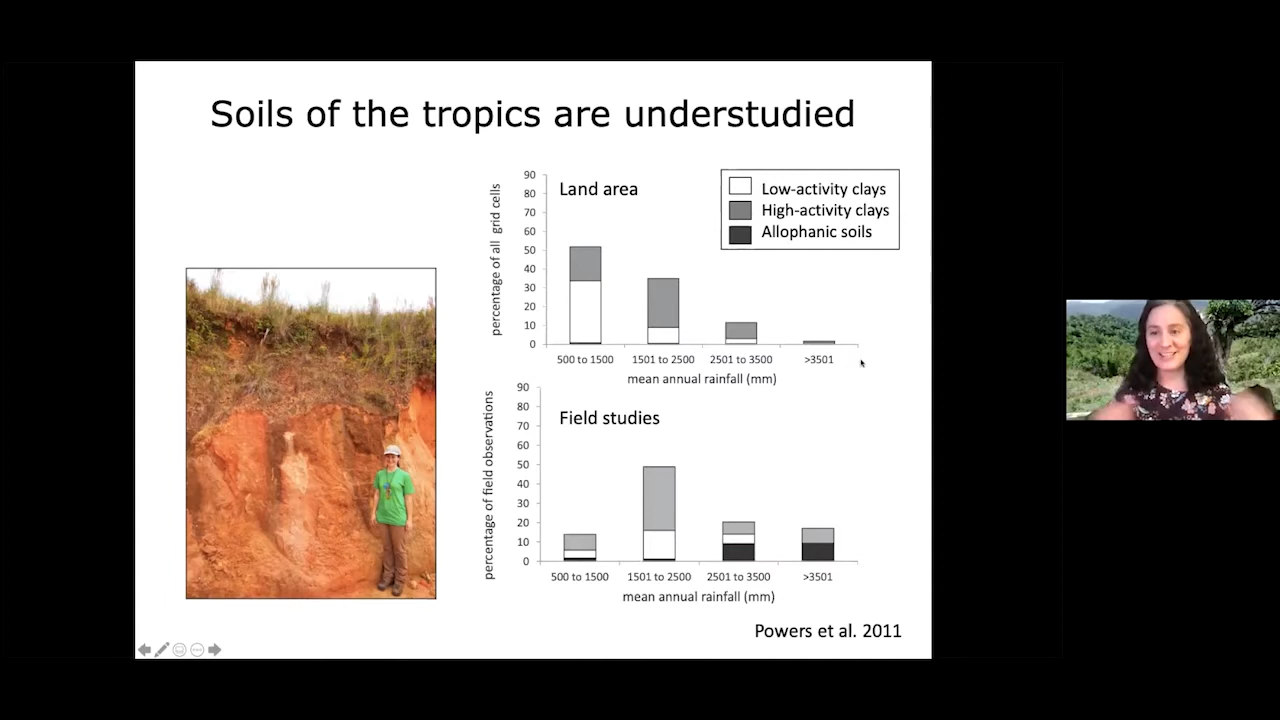 Soils of the tropics are understudied
percentage of all grid cells
90
80
70
60
50
40
30
20
10
0
Land area
Low-activity clays
High-activity clays
Allophanic soils
500 to 1500 1501 to 2500 2501 to 3500 >3501
mean annual rainfall (mm)
percentage of field observations
90
80
70
60
50
40
30
20
10
0
Field studies
500 to 1500 1501 to 2500 2501 to 3500 >3501
mean annual rainfall (mm)
Powers et al. 2011